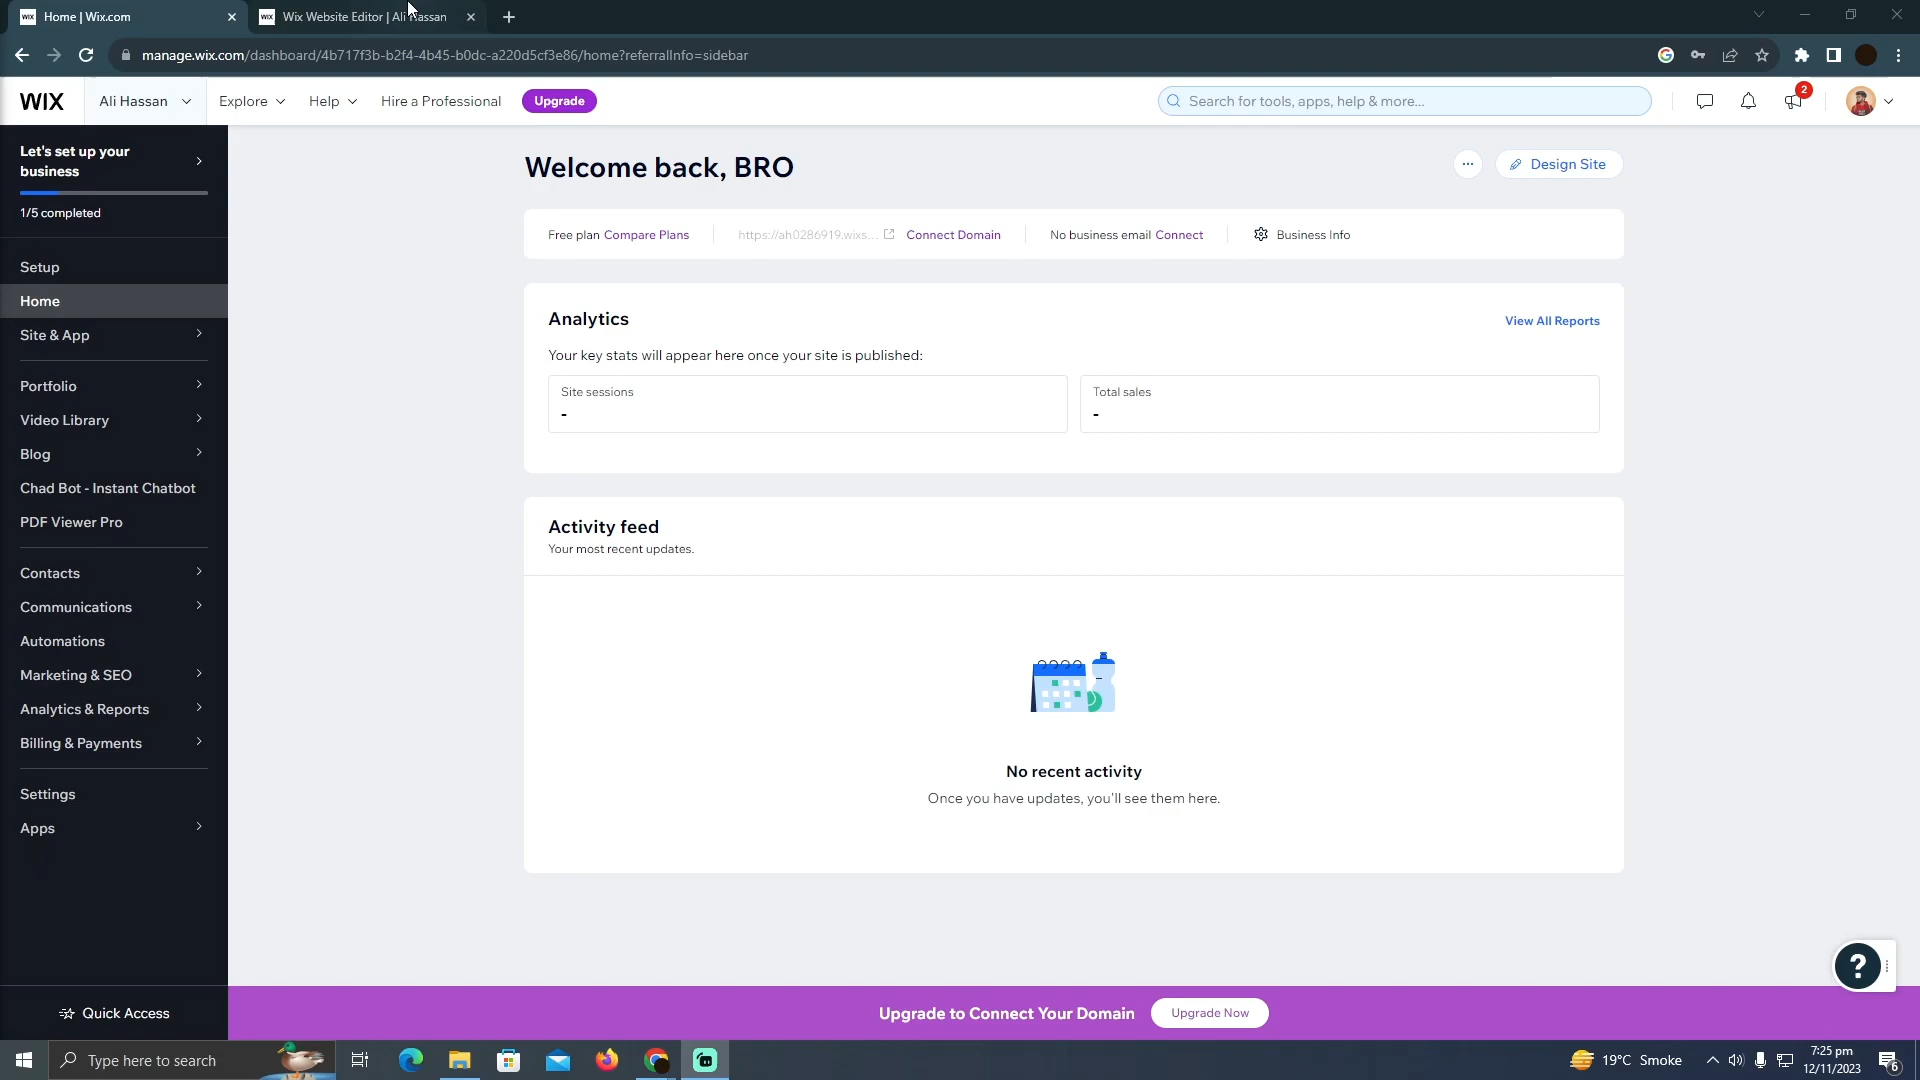 Home | Wix.com
Wix Website Editor | Ali Hassan
manage.wix.com/dashboard/4b717f3b-b2f4-4b45-b0dc-a220d5cf3e86/home?referralInfo=sidebar
WIX
Ali Hassan
Explore
Help
Hire a Professional
Upgrade
Search for tools, apps, help & more...
2
Let's set up your
business
1/5 completed
Setup
Home
Site & App
Portfolio
Video Library
Blog
Chad Bot - Instant Chatbot
PDF Viewer Pro
Contacts
Communications
Automations
Marketing & SEO
Analytics & Reports
Billing & Payments
Settings
Apps
Quick Access
Welcome back, BRO
Design Site
Free plan Compare Plans
https://ah0286919.wixs... Connect Domain
No business email Connect
Business Info
Analytics
View All Reports
Your key stats will appear here once your site is published:
Site sessions
-
Total sales
-
Activity feed
Your most recent updates.
No recent activity
Once you have updates, you'll see them here.
?
Upgrade to Connect Your Domain
Upgrade Now
Type here to search
19°C Smoke
7:25 pm
12/11/2023
6